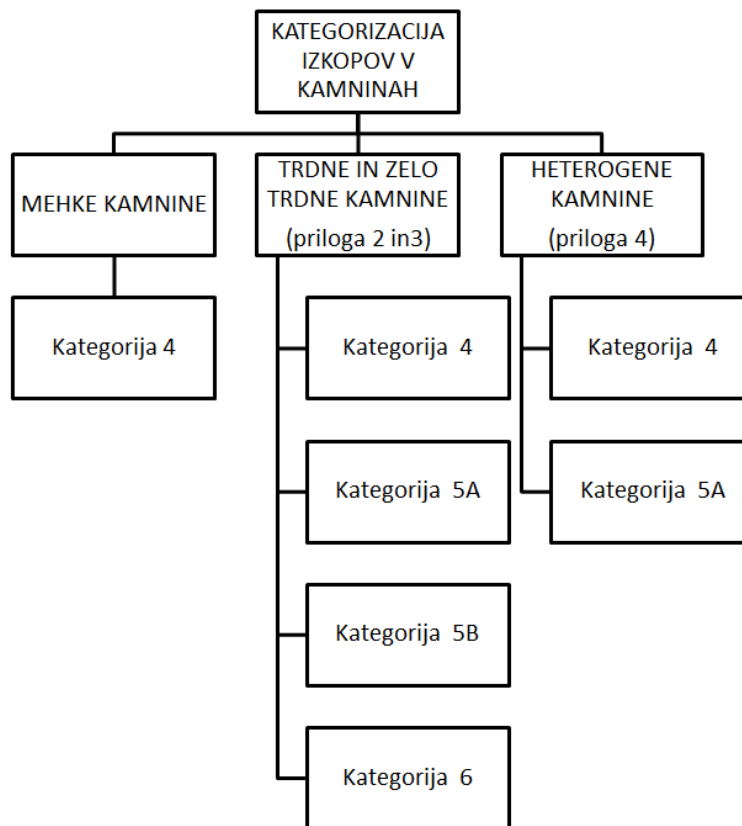 KATEGORIZACIJA
IZKOPOV V
KAMNINAH
MEHKE KAMNINE
TRDNE IN ZELO
TRDNE KAMNINE
(priloga 2 in3)
HETEROGENE
KAMNINE
(priloga 4)
Kategorija 4
Kategorija 4
Kategorija 5A
Kategorija 5B
Kategorija 6
Kategorija 4
Kategorija 5A